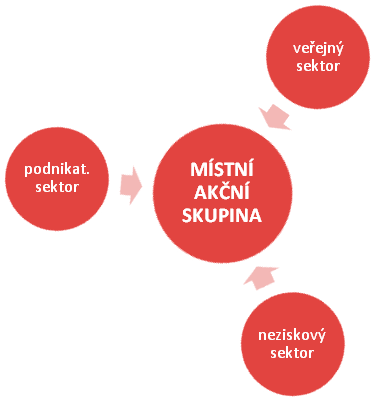 veřejný
sektor
podnikat.
sektor
MÍSTNÍ
AKČNÍ
SKUPINA
neziskový
sektor